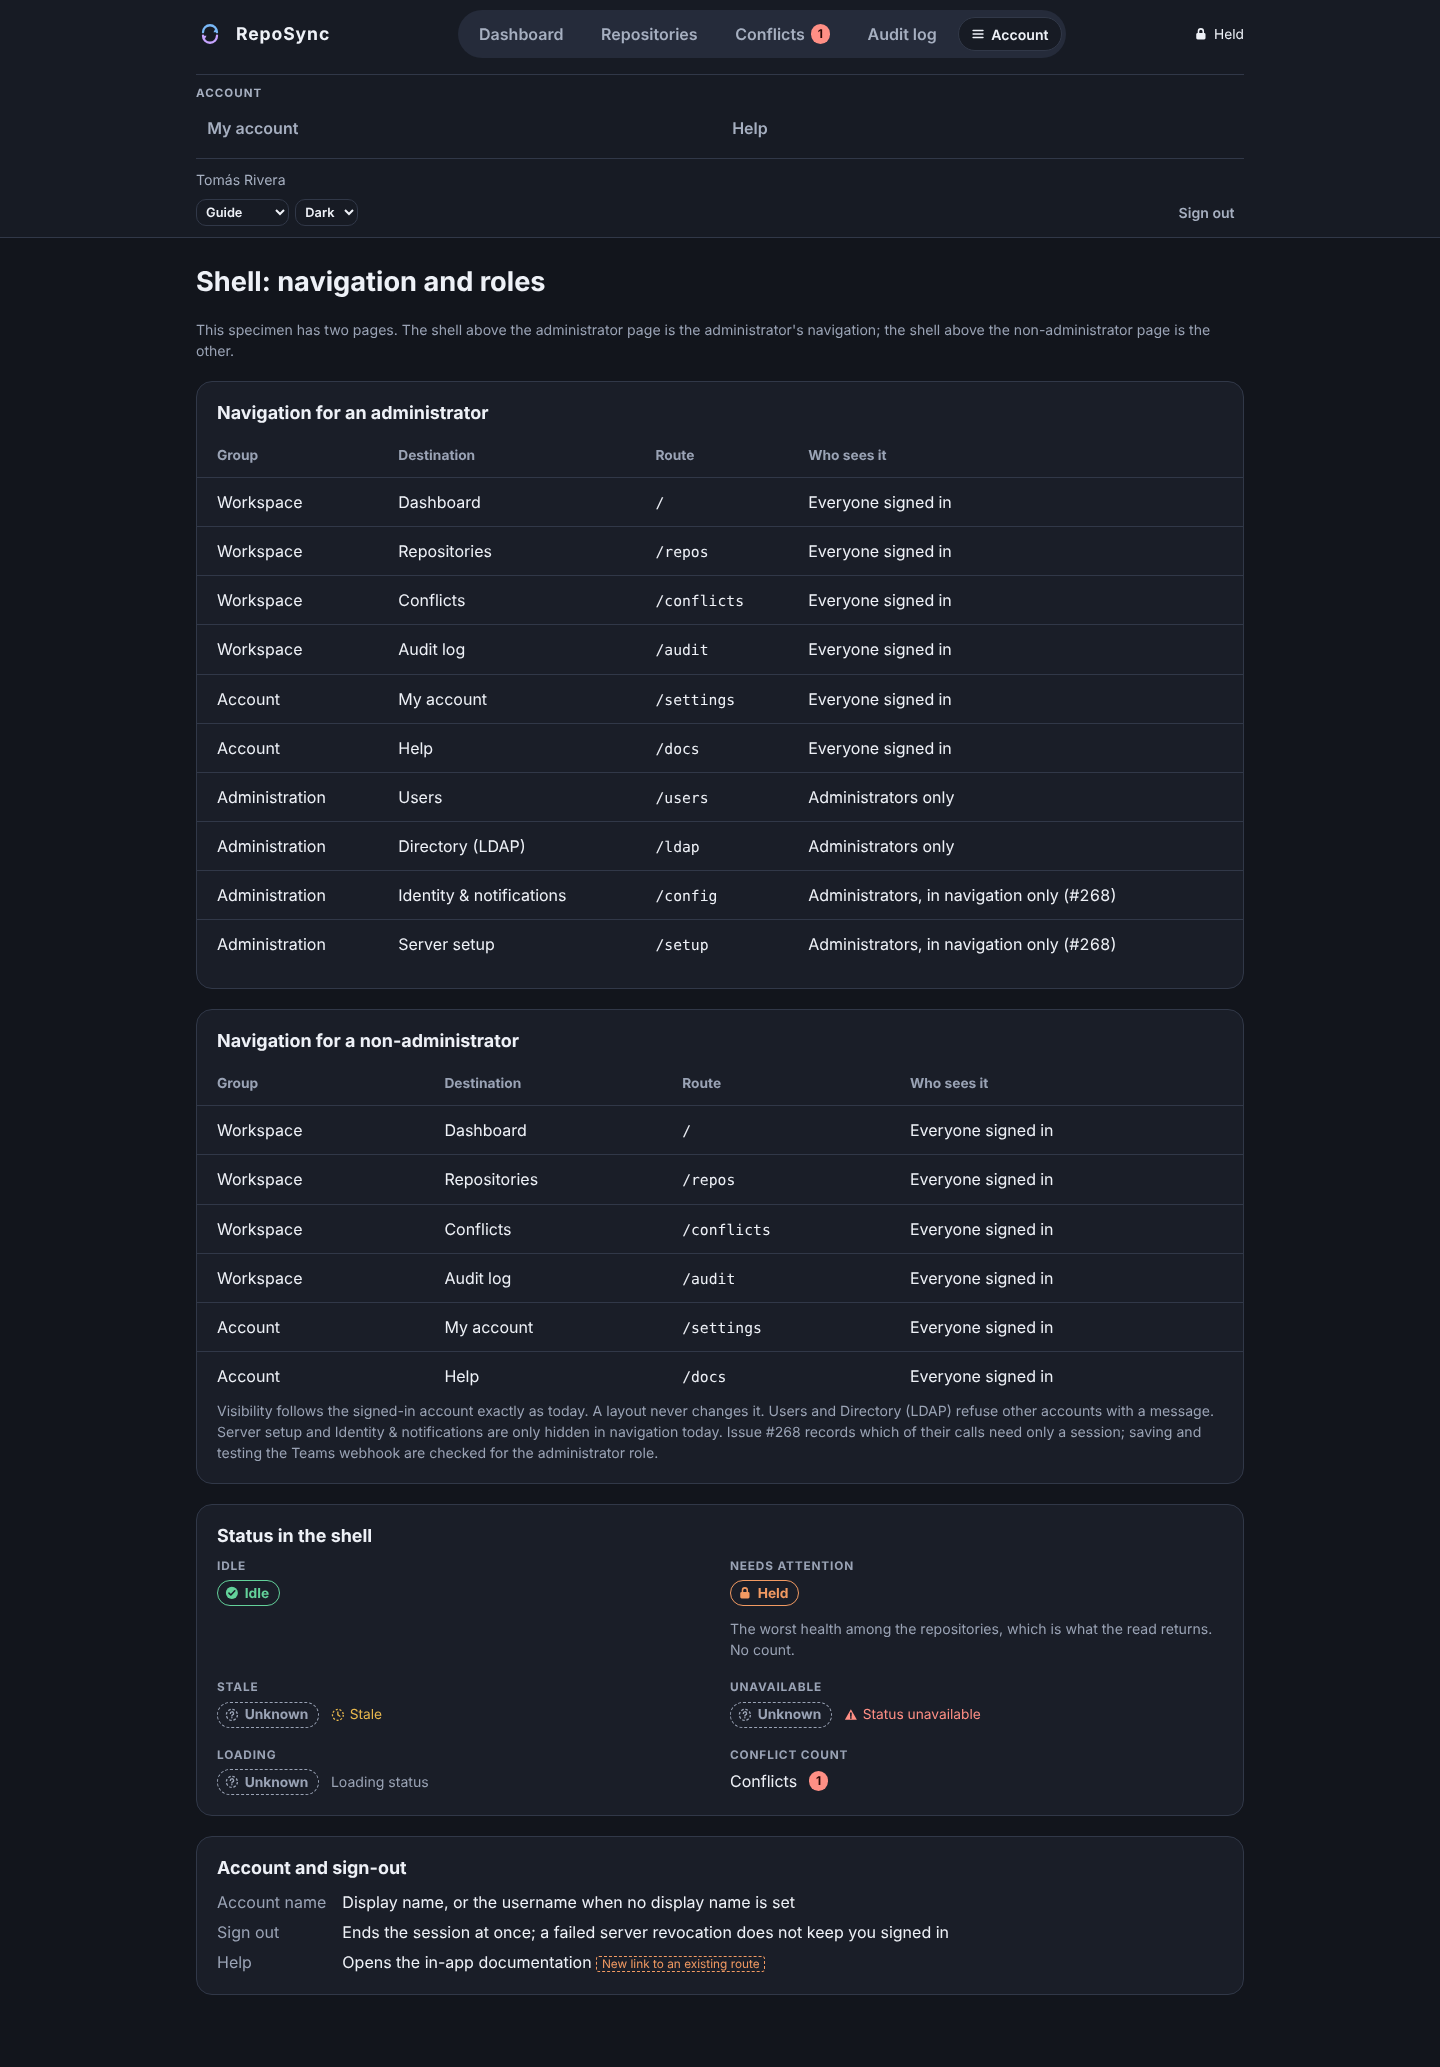 RepoSync
Dashboard Repositories Conflicts 1 Audit log Account
Held
ACCOUNT
My account Help
Tomás Rivera
Guide Dark Sign out
Shell: navigation and roles
This specimen has two pages. The shell above the administrator page is the administrator's navigation; the shell above the non-administrator page is the
other.
Navigation for an administrator
Group Destination Route Who sees it
Workspace Dashboard / Everyone signed in
Workspace Repositories /repos Everyone signed in
Workspace Conflicts /conflicts Everyone signed in
Workspace Audit log /audit Everyone signed in
Account My account /settings Everyone signed in
Account Help /docs Everyone signed in
Administration Users /users Administrators only
Administration Directory (LDAP) /ldap Administrators only
Administration Identity & notifications /config Administrators, in navigation only (#268)
Administration Server setup /setup Administrators, in navigation only (#268)
Navigation for a non-administrator
Group Destination Route Who sees it
Workspace Dashboard / Everyone signed in
Workspace Repositories /repos Everyone signed in
Workspace Conflicts /conflicts Everyone signed in
Workspace Audit log /audit Everyone signed in
Account My account /settings Everyone signed in
Account Help /docs Everyone signed in
Visibility follows the signed-in account exactly as today. A layout never changes it. Users and Directory (LDAP) refuse other accounts with a message.
Server setup and Identity & notifications are only hidden in navigation today. Issue #268 records which of their calls need only a session; saving and
testing the Teams webhook are checked for the administrator role.
Status in the shell
IDLE
Idle
NEEDS ATTENTION
Held
The worst health among the repositories, which is what the read returns.
No count.
STALE
Unknown Stale
UNAVAILABLE
Unknown Status unavailable
LOADING
Unknown Loading status
CONFLICT COUNT
Conflicts 1
Account and sign-out
Account name Display name, or the username when no display name is set
Sign out Ends the session at once; a failed server revocation does not keep you signed in
Help Opens the in-app documentation New link to an existing route